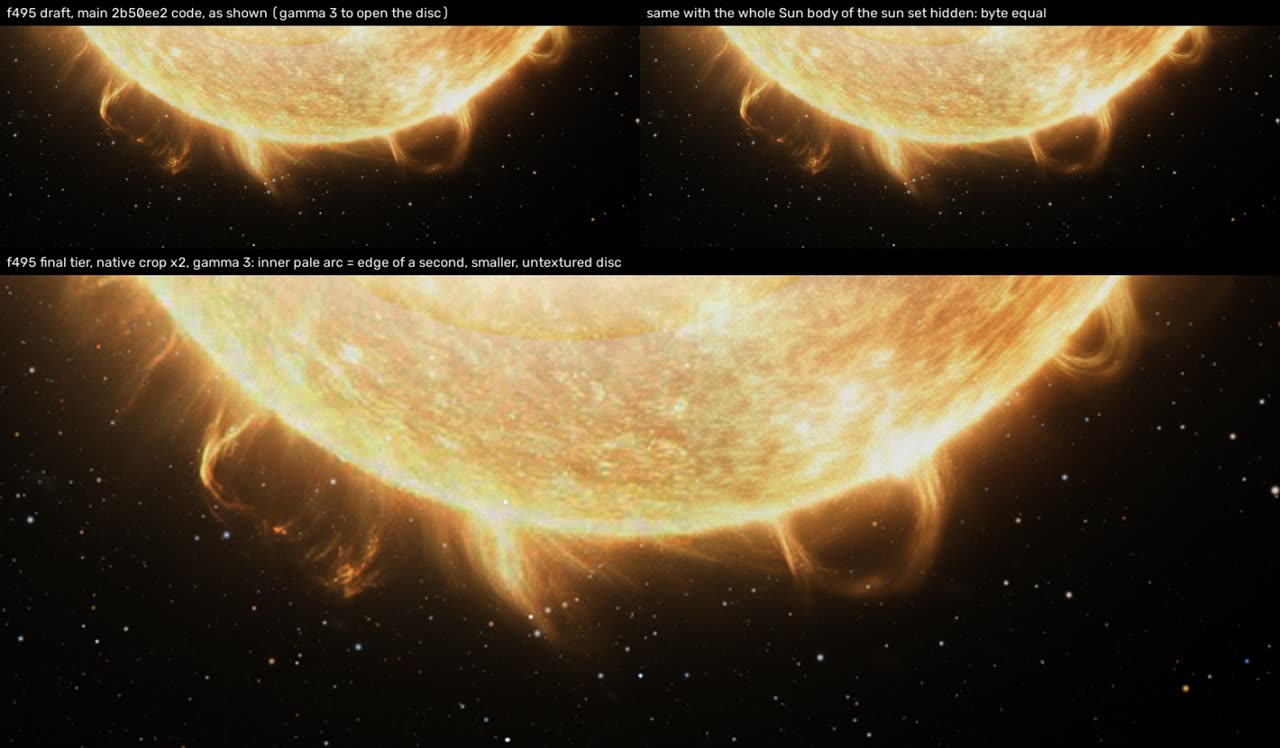 f495 draft, main 2b50ee2 code, as shown (gamma 3 to open the disc)
same with the whole Sun body of the sun set hidden: byte equal
f495 final tier, native crop x2, gamma 3: inner pale arc = edge of a second, smaller, untextured disc